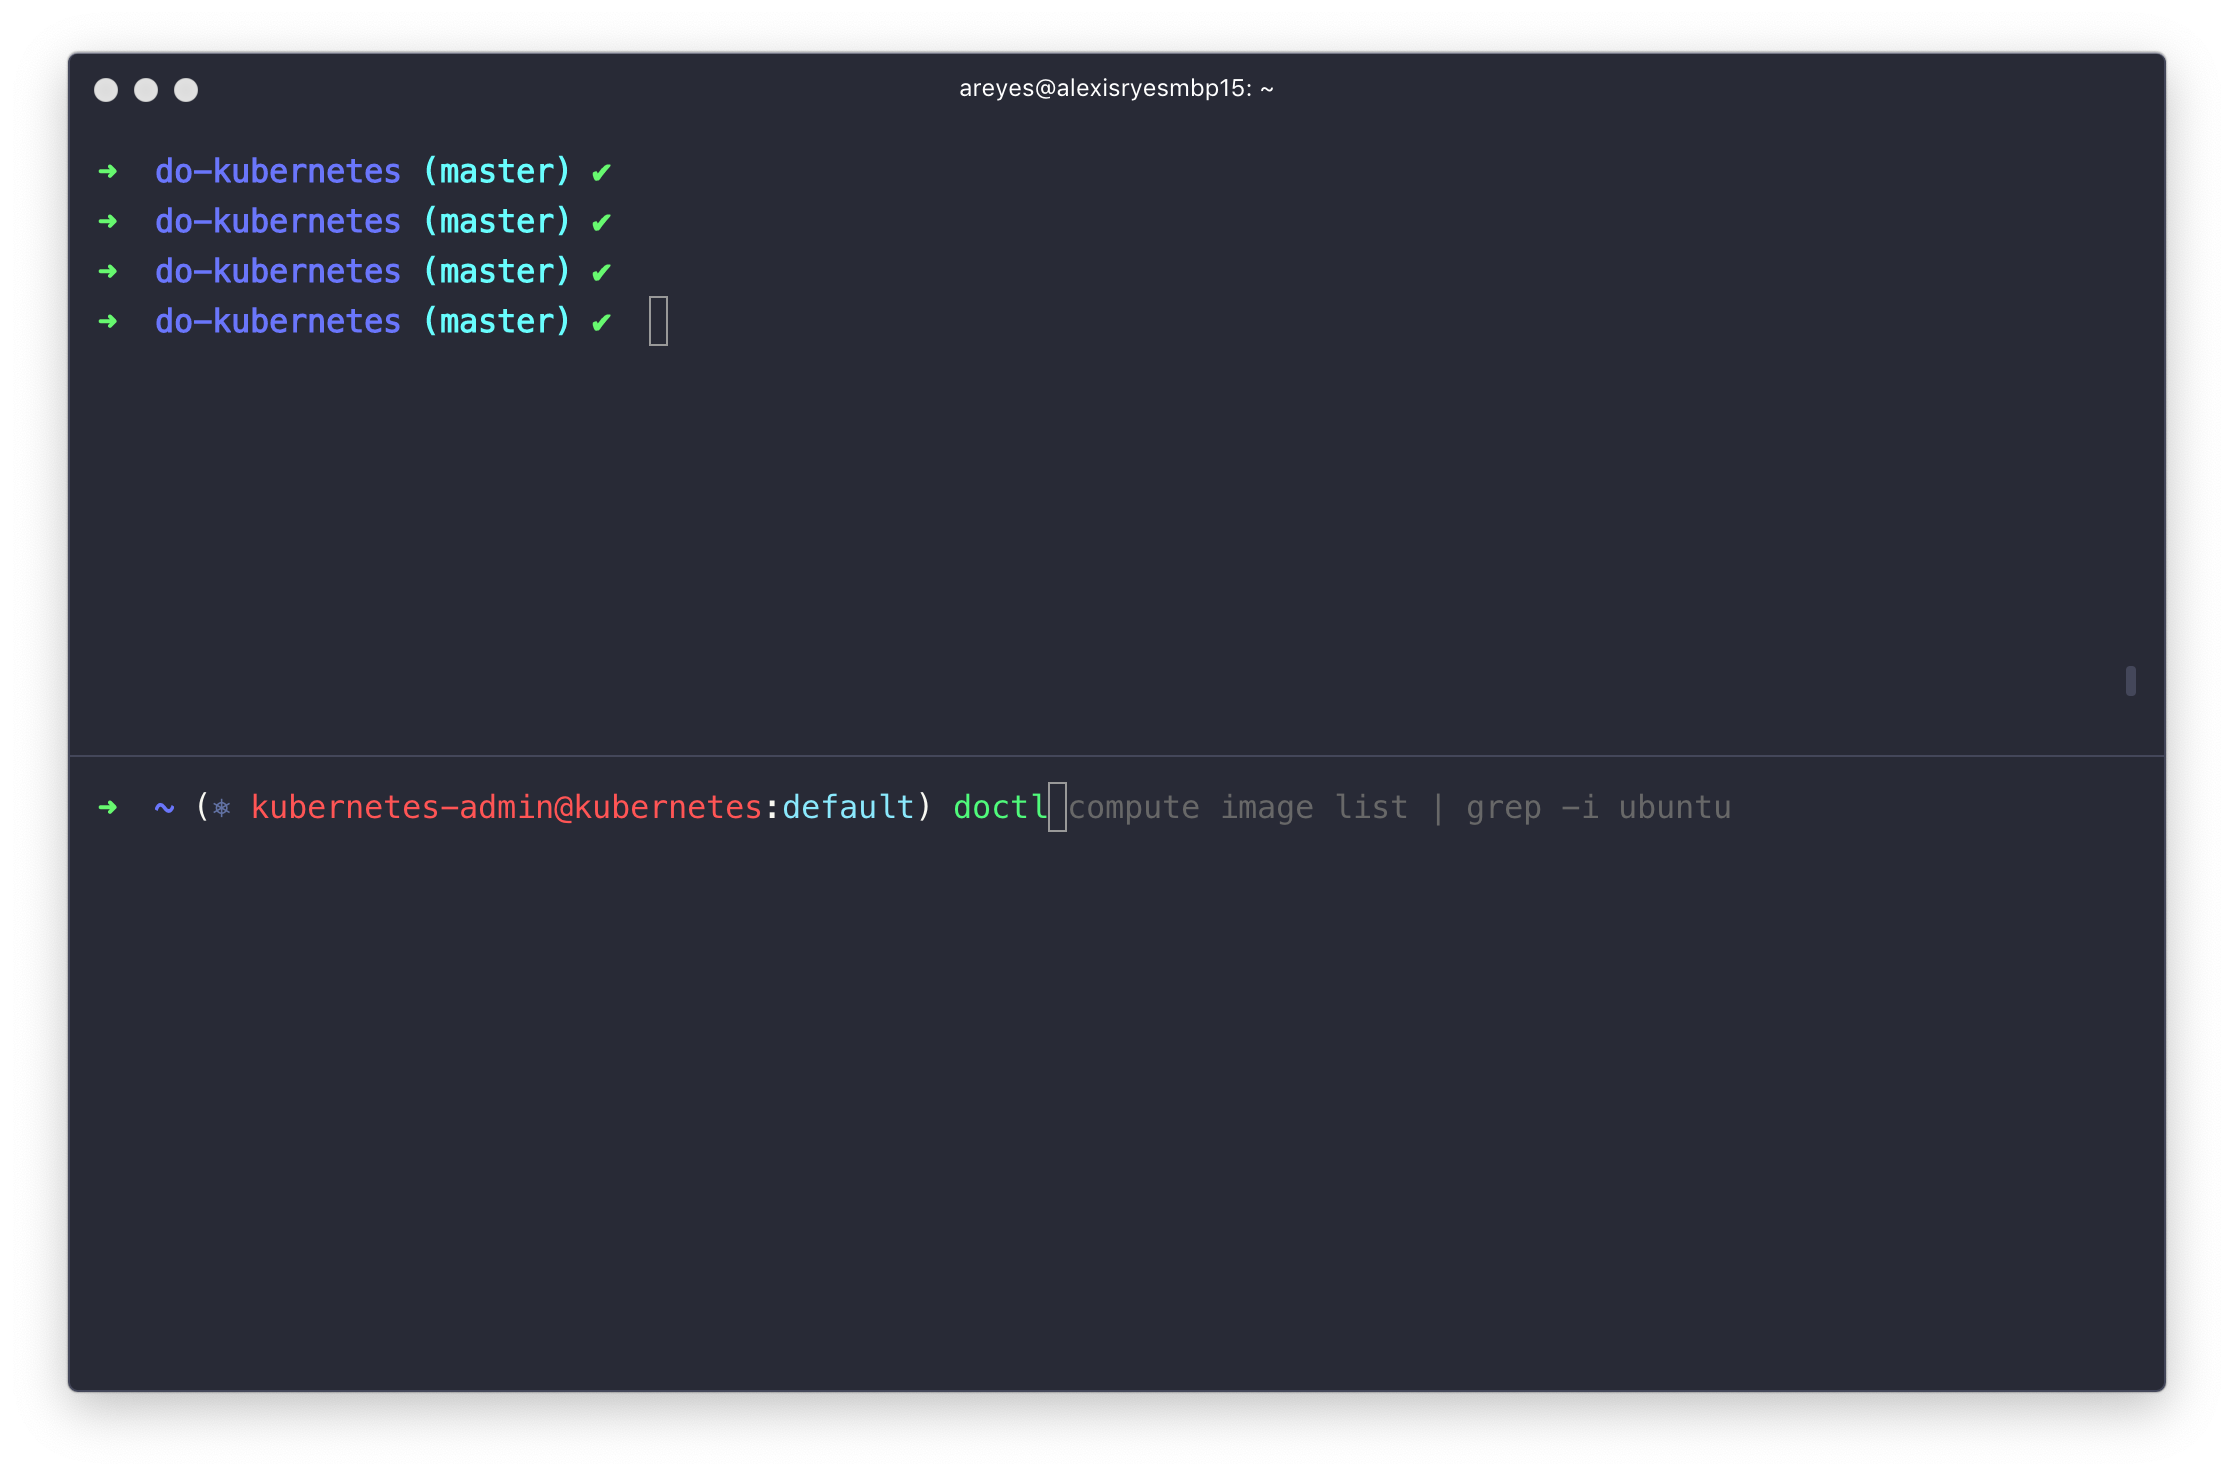 areyes@alexisryesmbp15: ~
➜ do-kubernetes (master) ✔
➜ do-kubernetes (master) ✔
➜ do-kubernetes (master) ✔
➜ do-kubernetes (master) ✔
➜ ~ (⎈ kubernetes-admin@kubernetes:default) doctl compute image list | grep -i ubuntu